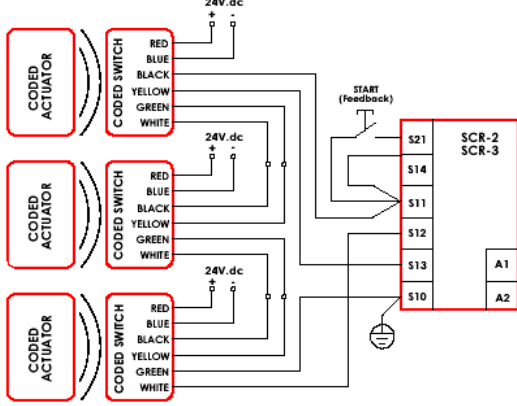 24V.dc
+ -
CODED
ACTUATOR
CODED SWITCH
RED
BLUE
BLACK
YELLOW
GREEN
WHITE
24V.dc
+ -
CODED
ACTUATOR
CODED SWITCH
RED
BLUE
BLACK
YELLOW
GREEN
WHITE
24V.dc
+ -
CODED
ACTUATOR
CODED SWITCH
RED
BLUE
BLACK
YELLOW
GREEN
WHITE
START
(Feedback)
SCR-2
SCR-3
S21
S14
S11
S12
S13
S10
A1
A2